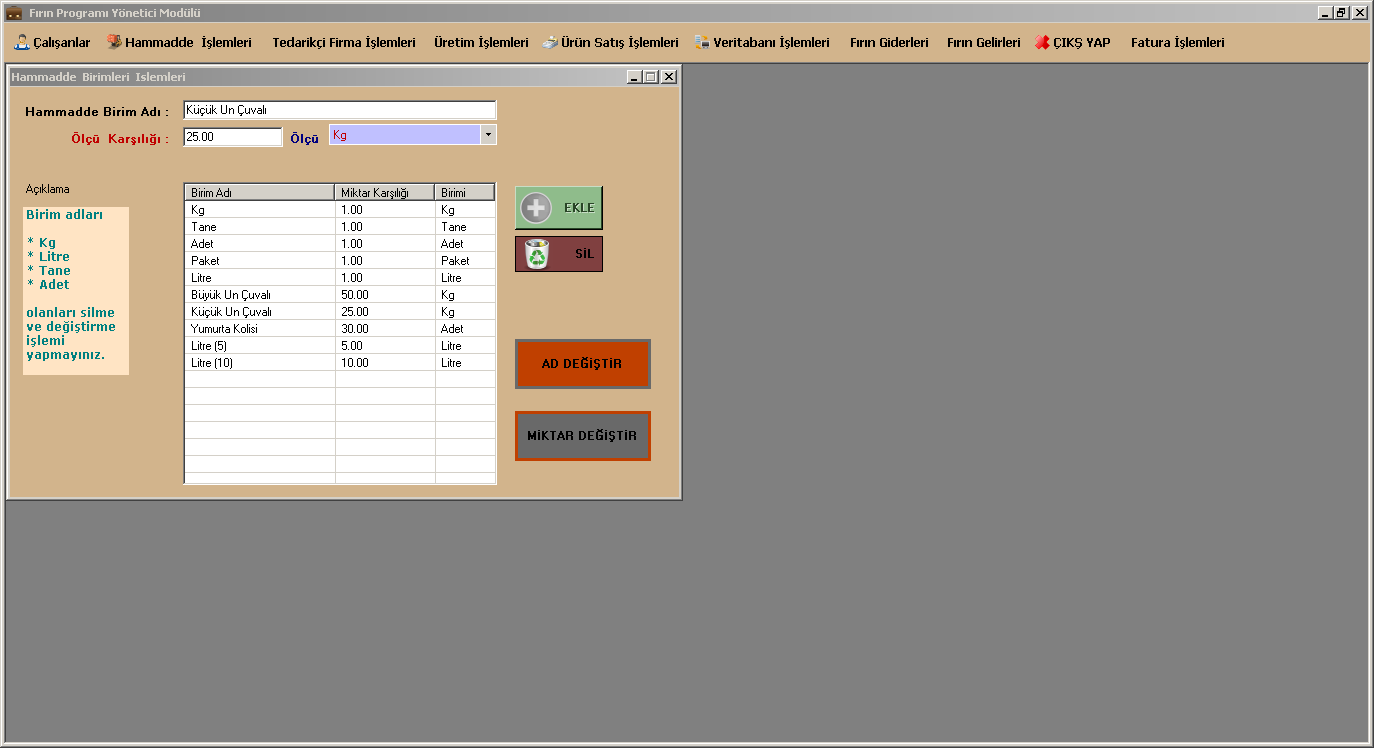 Fırın Programı Yönetici Modülü
Çalışanlar Hammadde İşlemleri Tedarikçi Firma İşlemleri Üretim İşlemleri Ürün Satış İşlemleri Veritabanı İşlemleri Fırın Giderleri Fırın Gelirleri ÇIKŞ YAP Fatura İşlemleri
Hammadde Birimleri Islemleri
Hammadde Birim Adı : Küçük Un Çuvalı
Ölçü Karşılığı : 25.00 Ölçü Kg
Açıklama
Birim adları
* Kg
* Litre
* Tane
* Adet
olanları silme
ve değiştirme
işlemi
yapmayınız.
Birim Adı Miktar Karşılığı Birimi
Kg 1.00 Kg
Tane 1.00 Tane
Adet 1.00 Adet
Paket 1.00 Paket
Litre 1.00 Litre
Büyük Un Çuvalı 50.00 Kg
Küçük Un Çuvalı 25.00 Kg
Yumurta Kolisi 30.00 Adet
Litre (5) 5.00 Litre
Litre (10) 10.00 Litre
EKLE
SİL
AD DEĞİŞTİR
MİKTAR DEĞİŞTİR